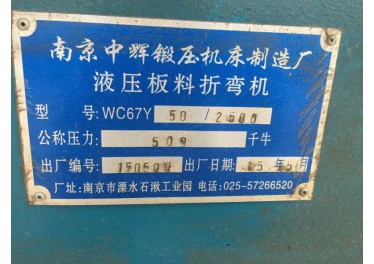 南京中辉锻压机床制造厂
液压板料折弯机
型 号:WC67Y 50 / 2500
公称压力: 500 千牛
出厂编号: 出厂日期: 15 年 5 月
厂址:南京市溧水石湫工业园 电话:025-57266520